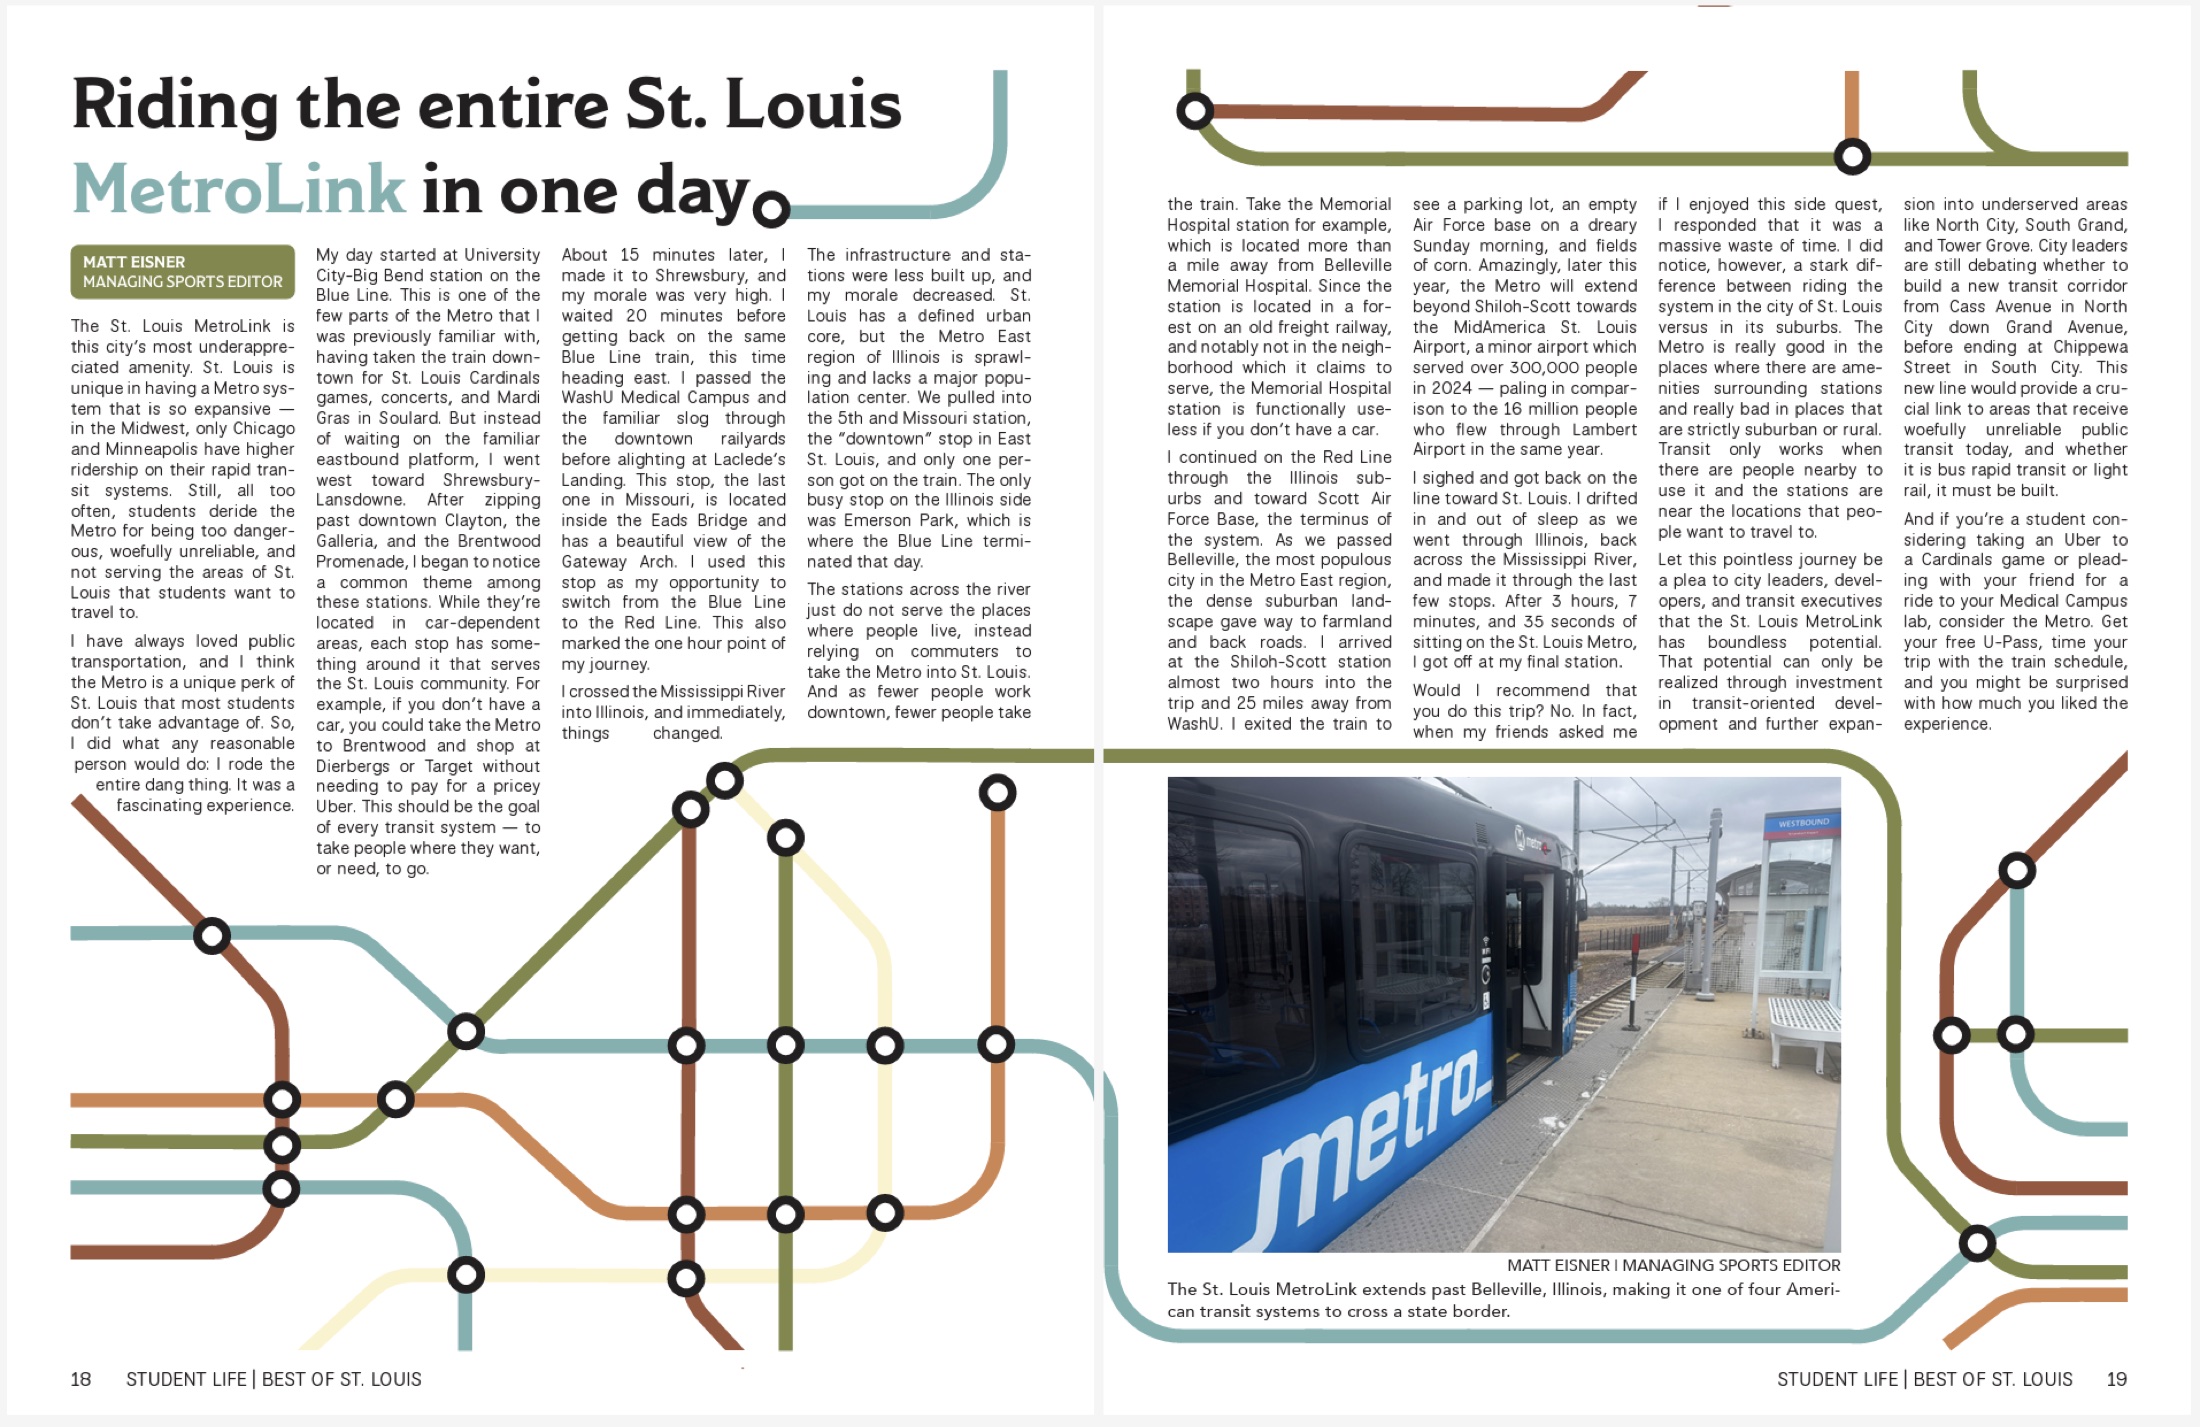 Riding the entire St. Louis
MetroLink in one day
MATT EISNER
MANAGING SPORTS EDITOR
The St. Louis MetroLink is
this city's most underappre-
ciated amenity. St. Louis is
unique in having a Metro sys-
tem that is so expansive —
in the Midwest, only Chicago
and Minneapolis have higher
ridership on their rapid tran-
sit systems. Still, all too
often, students deride the
Metro for being too danger-
ous, woefully unreliable, and
not serving the areas of St.
Louis that students want to
travel to.
I have always loved public
transportation, and I think
the Metro is a unique perk of
St. Louis that most students
don't take advantage of. So,
I did what any reasonable
person would do: I rode the
entire dang thing. It was a
fascinating experience.
My day started at University
City-Big Bend station on the
Blue Line. This is one of the
few parts of the Metro that I
was previously familiar with,
having taken the train down-
town for St. Louis Cardinals
games, concerts, and Mardi
Gras in Soulard. But instead
of waiting on the familiar
eastbound platform, I went
west toward Shrewsbury-
Lansdowne. After zipping
past downtown Clayton, the
Galleria, and the Brentwood
Promenade, I began to notice
a common theme among
these stations. While they're
located in car-dependent
areas, each stop has some-
thing around it that serves
the St. Louis community. For
example, if you don't have a
car, you could take the Metro
to Brentwood and shop at
Dierbergs or Target without
needing to pay for a pricey
Uber. This should be the goal
of every transit system — to
take people where they want,
or need, to go.
About 15 minutes later, I
made it to Shrewsbury, and
my morale was very high. I
waited 20 minutes before
getting back on the same
Blue Line train, this time
heading east. I passed the
WashU Medical Campus and
the familiar slog through
the downtown railyards
before alighting at Laclede's
Landing. This stop, the last
one in Missouri, is located
inside the Eads Bridge and
has a beautiful view of the
Gateway Arch. I used this
stop as my opportunity to
switch from the Blue Line
to the Red Line. This also
marked the one hour point of
my journey.
I crossed the Mississippi River
into Illinois, and immediately,
things changed.
The infrastructure and sta-
tions were less built up, and
my morale decreased. St.
Louis has a defined urban
core, but the Metro East
region of Illinois is sprawl-
ing and lacks a major popu-
lation center. We pulled into
the 5th and Missouri station,
the "downtown" stop in East
St. Louis, and only one per-
son got on the train. The only
busy stop on the Illinois side
was Emerson Park, which is
where the Blue Line termi-
nated that day.
The stations across the river
just do not serve the places
where people live, instead
relying on commuters to
take the Metro into St. Louis.
And as fewer people work
downtown, fewer people take
the train. Take the Memorial
Hospital station for example,
which is located more than
a mile away from Belleville
Memorial Hospital. Since the
station is located in a for-
est on an old freight railway,
and notably not in the neigh-
borhood which it claims to
serve, the Memorial Hospital
station is functionally use-
less if you don't have a car.
I continued on the Red Line
through the Illinois sub-
urbs and toward Scott Air
Force Base, the terminus of
the system. As we passed
Belleville, the most populous
city in the Metro East region,
the dense suburban land-
scape gave way to farmland
and back roads. I arrived
at the Shiloh-Scott station
almost two hours into the
trip and 25 miles away from
WashU. I exited the train to
see a parking lot, an empty
Air Force base on a dreary
Sunday morning, and fields
of corn. Amazingly, later this
year, the Metro will extend
beyond Shiloh-Scott towards
the MidAmerica St. Louis
Airport, a minor airport which
served over 300,000 people
in 2024 — paling in compar-
ison to the 16 million people
who flew through Lambert
Airport in the same year.
I sighed and got back on the
line toward St. Louis. I drifted
in and out of sleep as we
went through Illinois, back
across the Mississippi River,
and made it through the last
few stops. After 3 hours, 7
minutes, and 35 seconds of
sitting on the St. Louis Metro,
I got off at my final station.
Would I recommend that
you do this trip? No. In fact,
when my friends asked me
if I enjoyed this side quest,
I responded that it was a
massive waste of time. I did
notice, however, a stark dif-
ference between riding the
system in the city of St. Louis
versus in its suburbs. The
Metro is really good in the
places where there are ame-
nities surrounding stations
and really bad in places that
are strictly suburban or rural.
Transit only works when
there are people nearby to
use it and the stations are
near the locations that peo-
ple want to travel to.
Let this pointless journey be
a plea to city leaders, devel-
opers, and transit executives
that the St. Louis MetroLink
has boundless potential.
That potential can only be
realized through investment
in transit-oriented devel-
opment and further expan-
sion into underserved areas
like North City, South Grand,
and Tower Grove. City leaders
are still debating whether to
build a new transit corridor
from Cass Avenue in North
City down Grand Avenue,
before ending at Chippewa
Street in South City. This
new line would provide a cru-
cial link to areas that receive
woefully unreliable public
transit today, and whether
it is bus rapid transit or light
rail, it must be built.
And if you're a student con-
sidering taking an Uber to
a Cardinals game or plead-
ing with your friend for a
ride to your Medical Campus
lab, consider the Metro. Get
your free U-Pass, time your
trip with the train schedule,
and you might be surprised
with how much you liked the
experience.
WESTBOUND
metro
metro
MATT EISNER | MANAGING SPORTS EDITOR
The St. Louis MetroLink extends past Belleville, Illinois, making it one of four Ameri-
can transit systems to cross a state border.
18 STUDENT LIFE | BEST OF ST. LOUIS
STUDENT LIFE | BEST OF ST. LOUIS 19